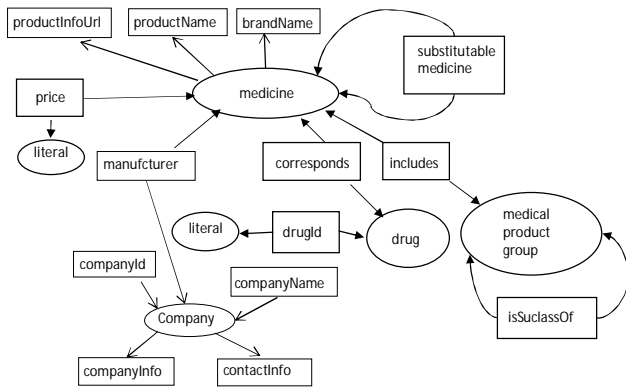 productInfoUrl
productName
brandName
substitutable
medicine
medicine
price
literal
manufcturer
corresponds
includes
literal
drugId
drug
medical
product
group
companyId
companyName
Company
isSuclassOf
companyInfo
contactInfo